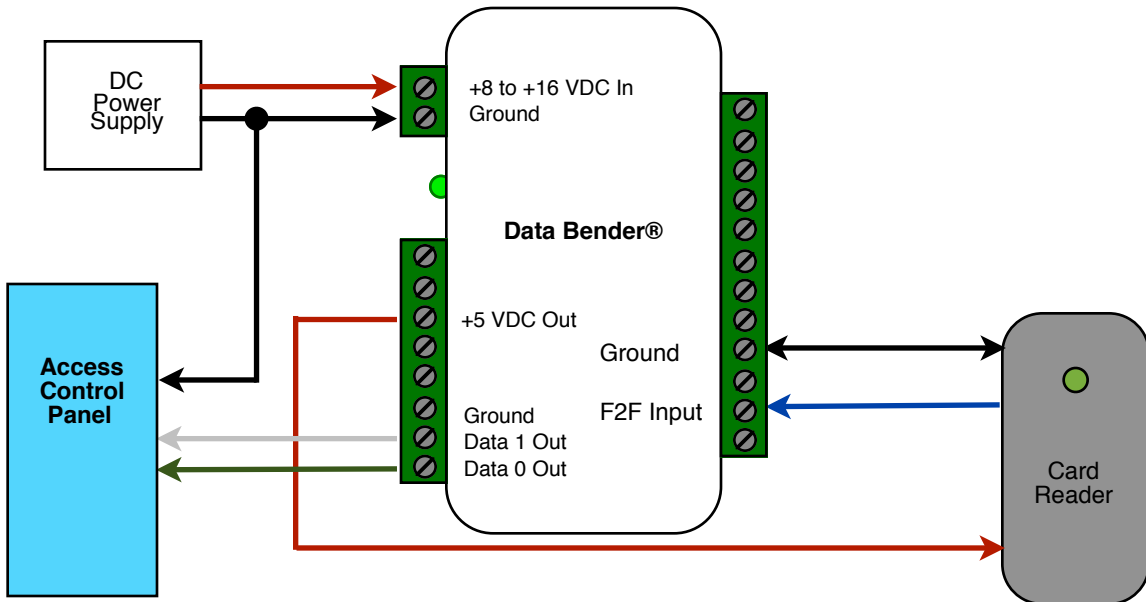 DC
Power
Supply
+8 to +16 VDC In
Ground
Data Bender®
+5 VDC Out
Ground
F2F Input
Access
Control
Panel
Ground
Data 1 Out
Data 0 Out
Card
Reader